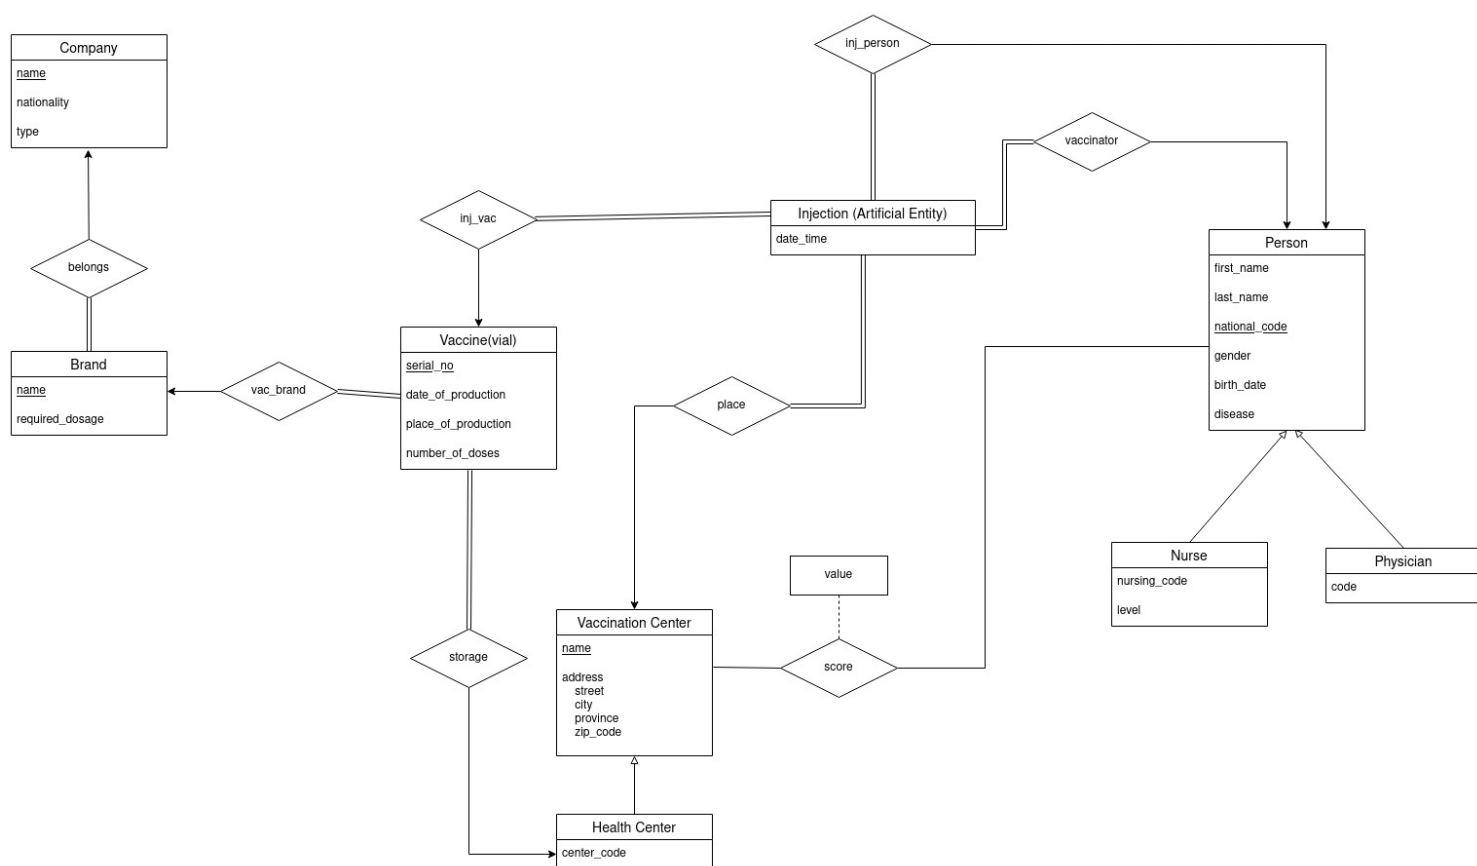 inj_person
Company
name
nationality
type
vaccinator
inj_vac
Injection (Artificial Entity)
date_time
Person
first_name
last_name
national_code
gender
birth_date
disease
belongs
Vaccine(vial)
serial_no
date_of_production
place_of_production
number_of_doses
Brand
name
required_dosage
vac_brand
place
Nurse
nursing_code
level
Physician
code
value
Vaccination Center
name
address
street
city
province
zip_code
storage
score
Health Center
center_code